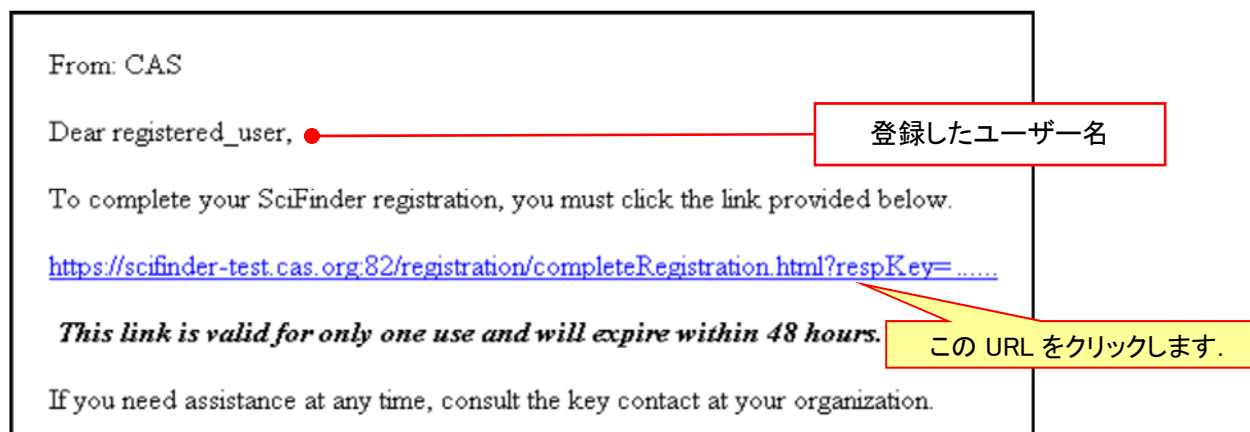 From: CAS
Dear registered_user,
登録したユーザー名
To complete your SciFinder registration, you must click the link provided below.
https://scifinder-test.cas.org:82/registration/completeRegistration.html?respKey= ......
This link is valid for only one use and will expire within 48 hours.
この URL をクリックします.
If you need assistance at any time, consult the key contact at your organization.